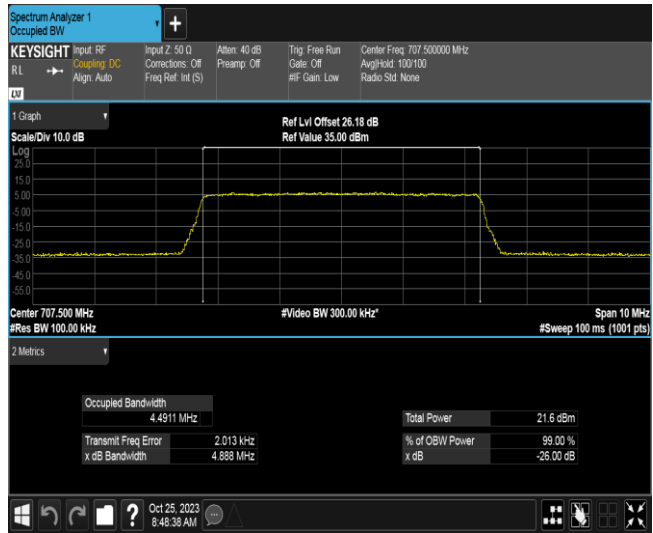 Spectrum Analyzer 1
Occupied BW
KEYSIGHT
RL
LXI
Input: RF
Coupling: DC
Align: Auto
Input Z: 50 Ω
Corrections: Off
Freq Ref: Int (S)
Atten: 40 dB
Preamp: Off
Trig: Free Run
Gate: Off
#IF Gain: Low
Center Freq: 707.500000 MHz
Avg|Hold: 100/100
Radio Std: None
1 Graph
Scale/Div 10.0 dB
Ref Lvl Offset 26.18 dB
Ref Value 35.00 dBm
Log
25.0
15.0
5.00
-5.00
-15.0
-25.0
-35.0
-45.0
-55.0
Center 707.500 MHz
#Res BW 100.00 kHz
#Video BW 300.00 kHz*
Span 10 MHz
#Sweep 100 ms (1001 pts)
2 Metrics
Occupied Bandwidth
4.4911 MHz
Transmit Freq Error 2.013 kHz
x dB Bandwidth 4.888 MHz
Total Power 21.6 dBm
% of OBW Power 99.00 %
x dB -26.00 dB
?
Oct 25, 2023
8:48:38 AM